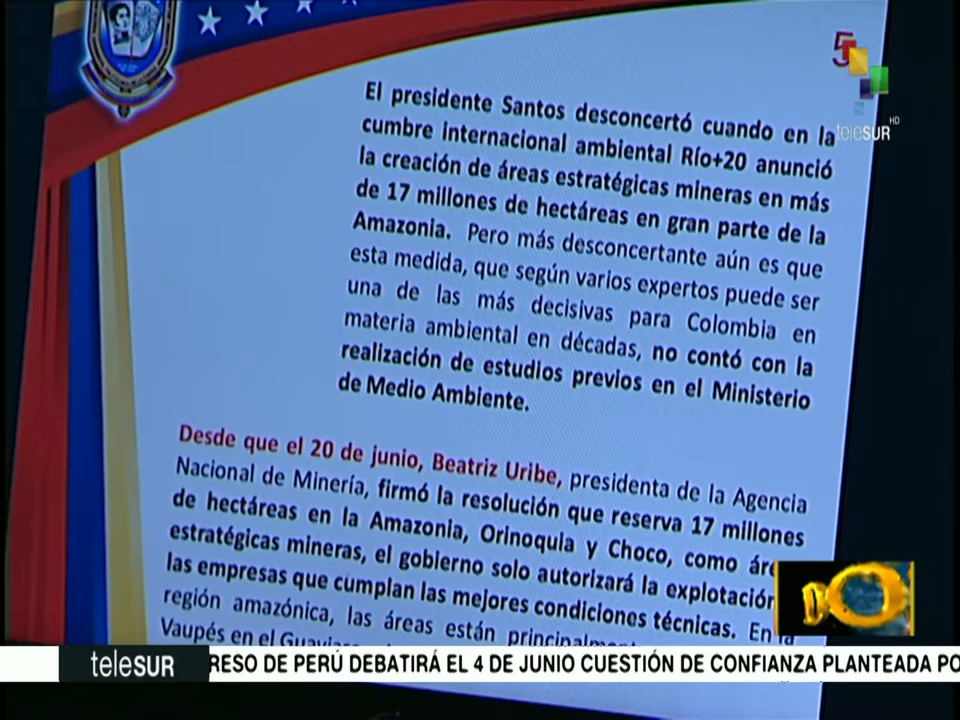 El presidente Santos desconcertó cuando en la
cumbre internacional ambiental Río+20 anunció
la creación de áreas estratégicas mineras en más
de 17 millones de hectáreas en gran parte de la
Amazonia. Pero más desconcertante aún es que
esta medida, que según varios expertos puede ser
una de las más decisivas para Colombia en
materia ambiental en décadas, no contó con la
realización de estudios previos en el Ministerio
de Medio Ambiente.
Desde que el 20 de junio, Beatriz Uribe, presidenta de la Agencia
Nacional de Minería, firmó la resolución que reserva 17 millones
de hectáreas en la Amazonia, Orinoquia y Choco, como
estratégicas mineras, el gobierno solo autorizará la explotación
las empresas que cumplan las mejores condiciones técnicas. En la
región amazónica, las áreas están
Vaupés en el
teleSUR HD
teleSUR
RESO DE PERÚ DEBATIRÁ EL 4 DE JUNIO CUESTIÓN DE CONFIANZA PLANTEADA PO